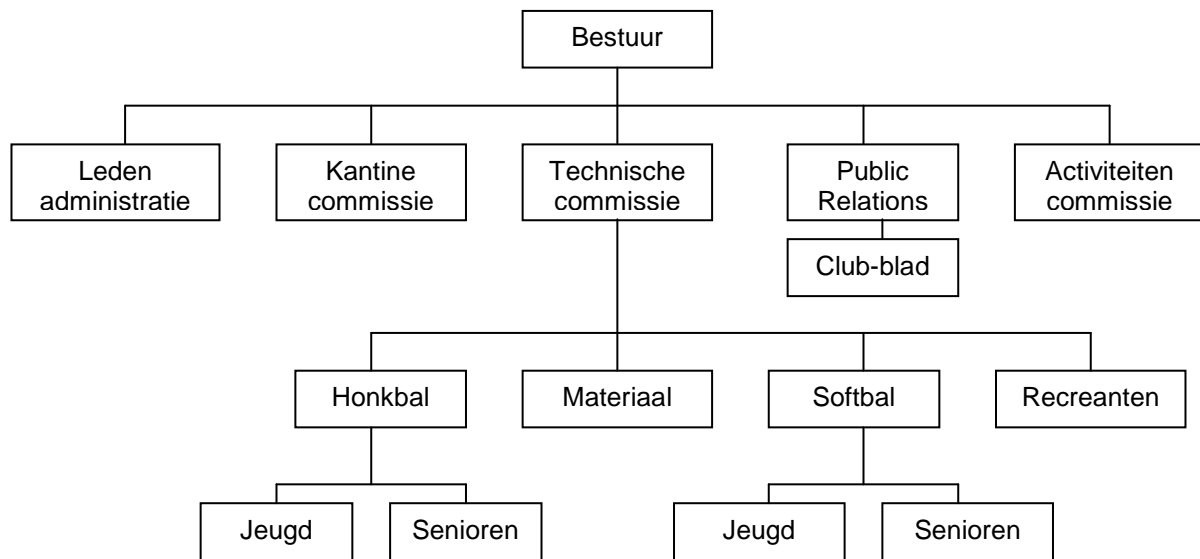 Bestuur
Leden
administratie
Kantine
commissie
Technische
commissie
Public
Relations
Activiteiten
commissie
Club-blad
Honkbal
Materiaal
Softbal
Recreanten
Jeugd
Senioren
Jeugd
Senioren